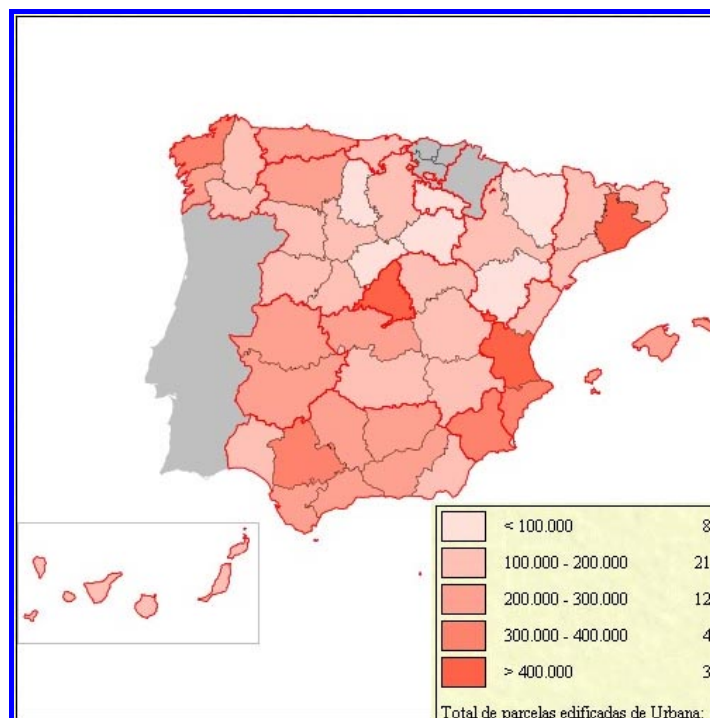 < 100.000 8
100.000 - 200.000 21
200.000 - 300.000 12
300.000 - 400.000 4
> 400.000 3
Total de parcelas edificadas de Urbana: